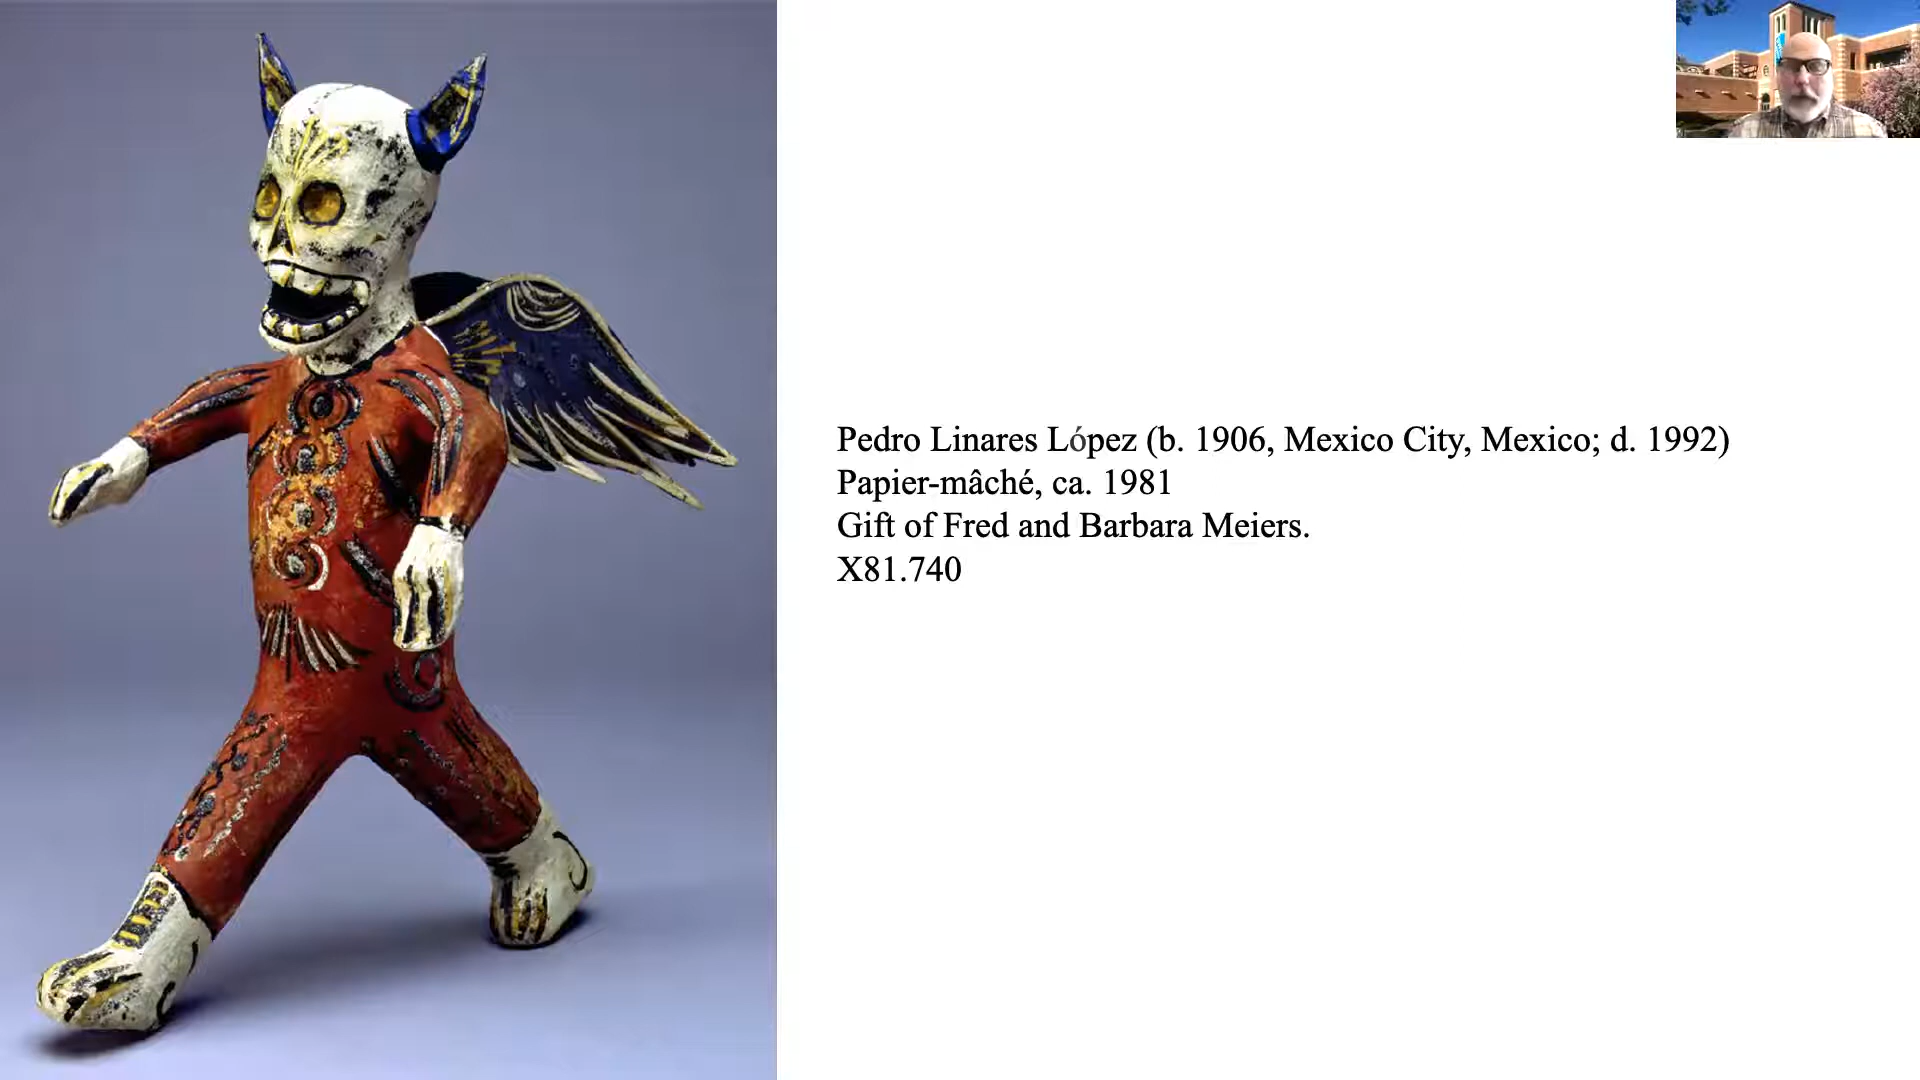 Pedro Linares López (b. 1906, Mexico City, Mexico; d. 1992)
Papier-mâché, ca. 1981
Gift of Fred and Barbara Meiers.
X81.740